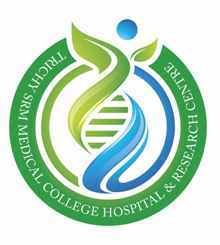 TRICHY SRM MEDICAL COLLEGE HOSPITAL & RESEARCH CENTRE